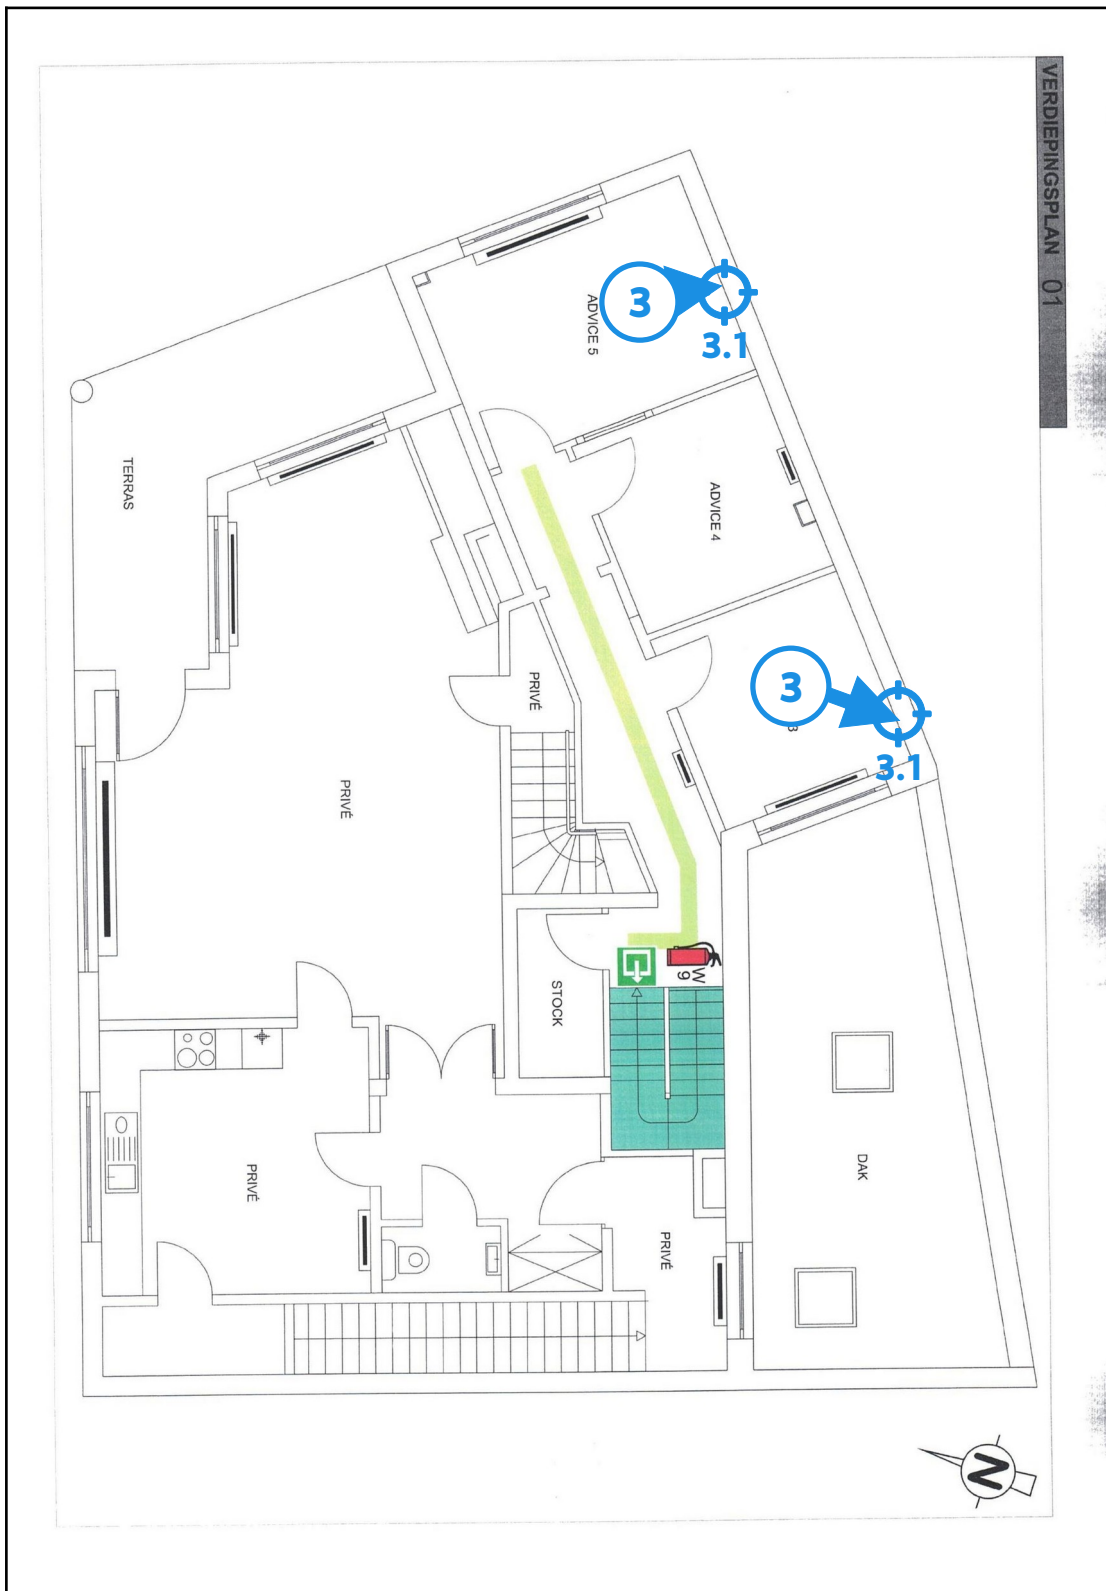 VERDIEPINGSPLAN 01
3
3.1
ADVICE 5
ADVICE 4
3
3
3.1
TERRAS
PRIVÉ
PRIVÉ
W
9
STOCK
DAK
PRIVÉ
PRIVÉ
N